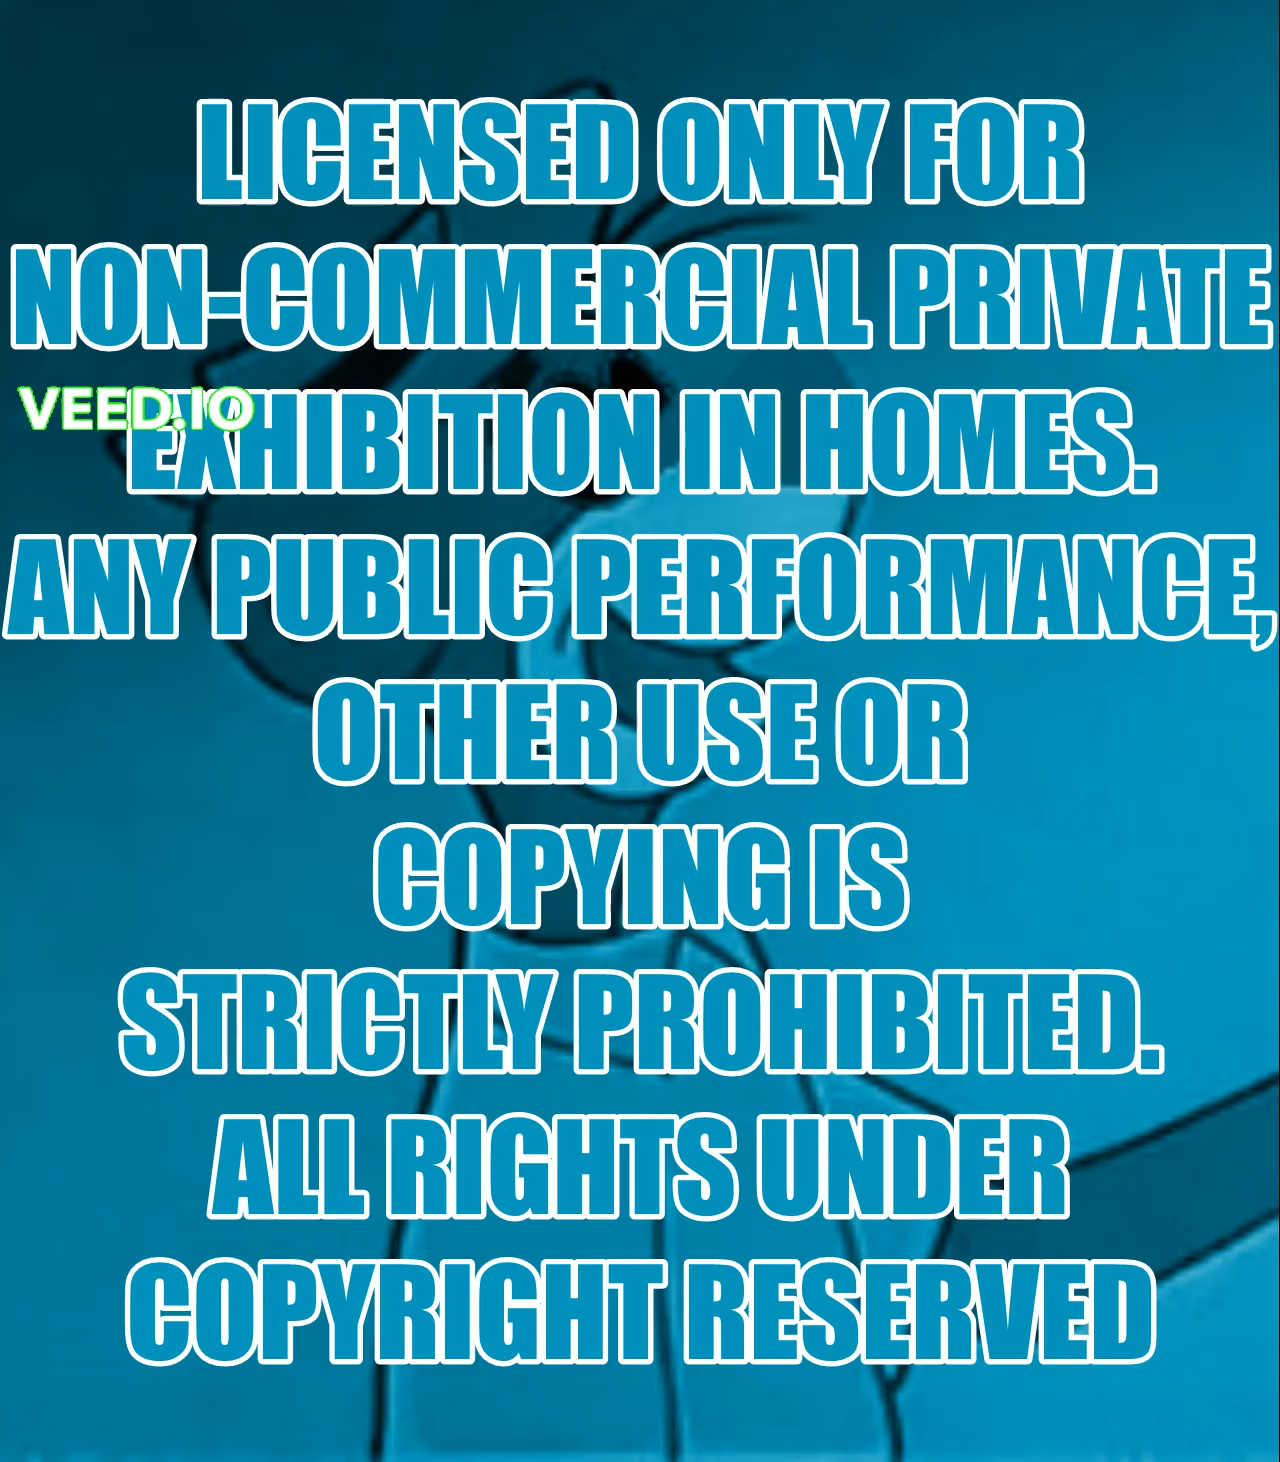 LICENSED ONLY FOR
NON-COMMERCIAL PRIVATE
VEED.IO
EXHIBITION IN HOMES.
ANY PUBLIC PERFORMANCE,
OTHER USE OR
COPYING IS
STRICTLY PROHIBITED.
ALL RIGHTS UNDER
COPYRIGHT RESERVED